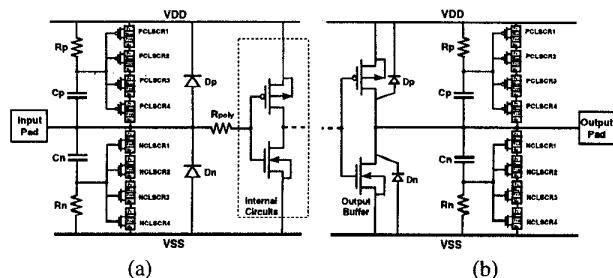 VDD
Rp
PCLSCR1
PCLSCR2
PCLSCR3
PCLSCR4
Cp
Dp
Input
Pad
Rpoly
Cn
NCLSCR1
NCLSCR2
NCLSCR3
NCLSCR4
Rn
Dn
Internal
Circuits
VSS
(a)
VDD
Dp
Rp
PCLSCR1
PCLSCR2
PCLSCR3
PCLSCR4
Cp
Output
Pad
Cn
NCLSCR1
NCLSCR2
NCLSCR3
NCLSCR4
Rn
Output
Buffer
Dn
VSS
(b)